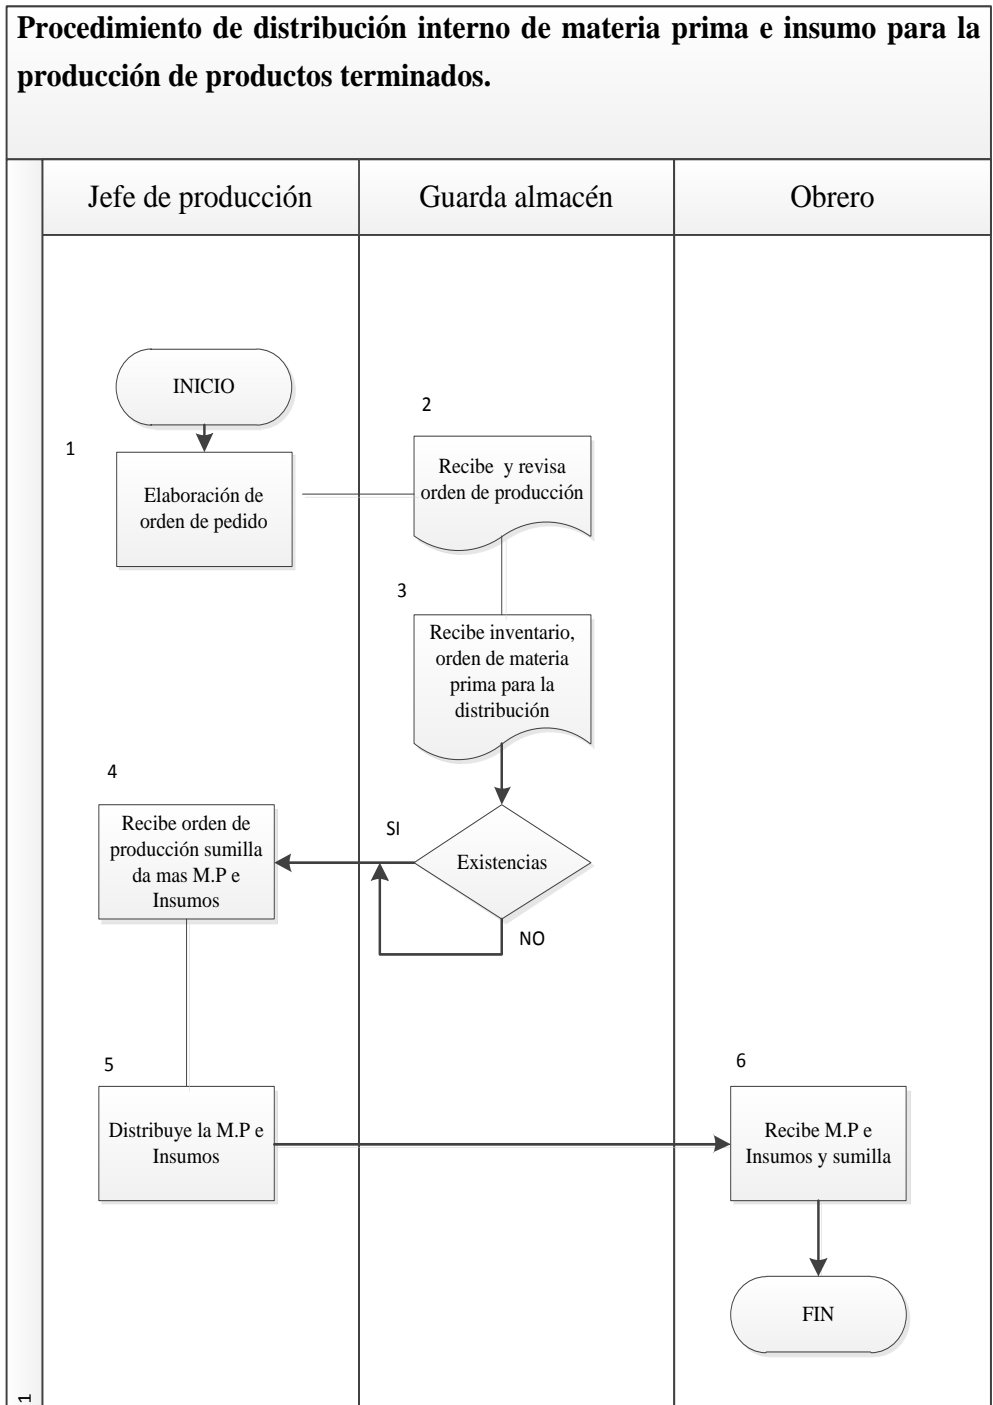 Procedimiento de distribución interno de materia prima e insumo para la
producción de productos terminados.
Jefe de producción
Guarda almacén
Obrero
INICIO
1
Elaboración de
orden de pedido
2
Recibe y revisa
orden de producción
3
Recibe inventario,
orden de materia
prima para la
distribución
4
Recibe orden de
producción sumilla
da mas M.P e
Insumos
SI
Existencias
NO
5
Distribuye la M.P e
Insumos
6
Recibe M.P e
Insumos y sumilla
FIN
1